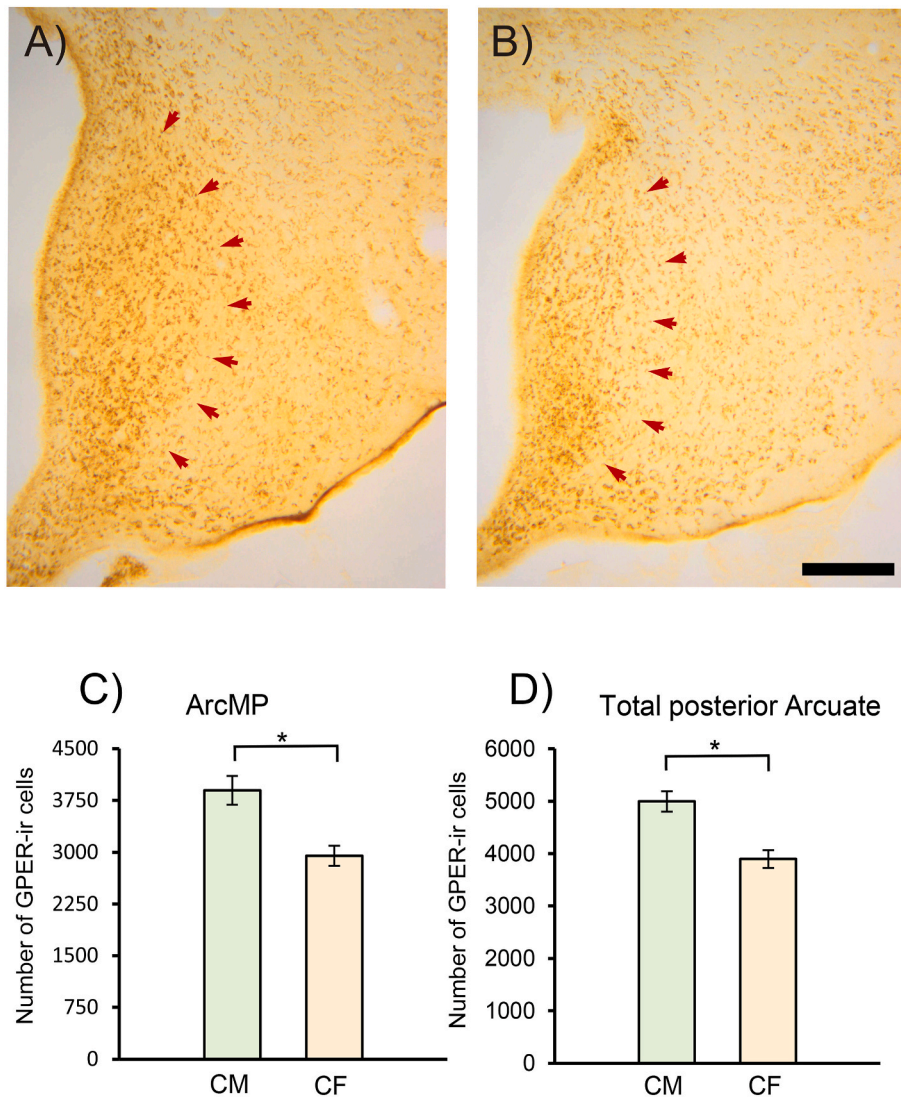 A)
B)
C)
ArcMP
Number of GPER-ir cells
4500
3750
3000
2250
1500
750
0
*
CM
CF
D)
Total posterior Arcuate
Number of GPER-ir cells
6000
5000
4000
3000
2000
1000
0
*
CM
CF